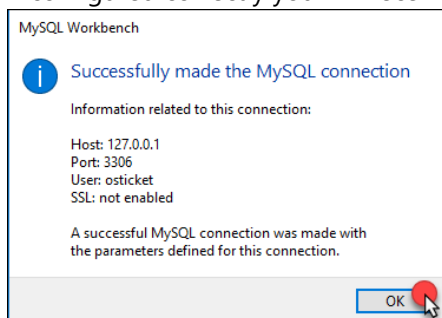 MySQL Workbench
Successfully made the MySQL connection
Information related to this connection:
Host: 127.0.0.1
Port: 3306
User: osticket
SSL: not enabled
A successful MySQL connection was made with
the parameters defined for this connection.
OK